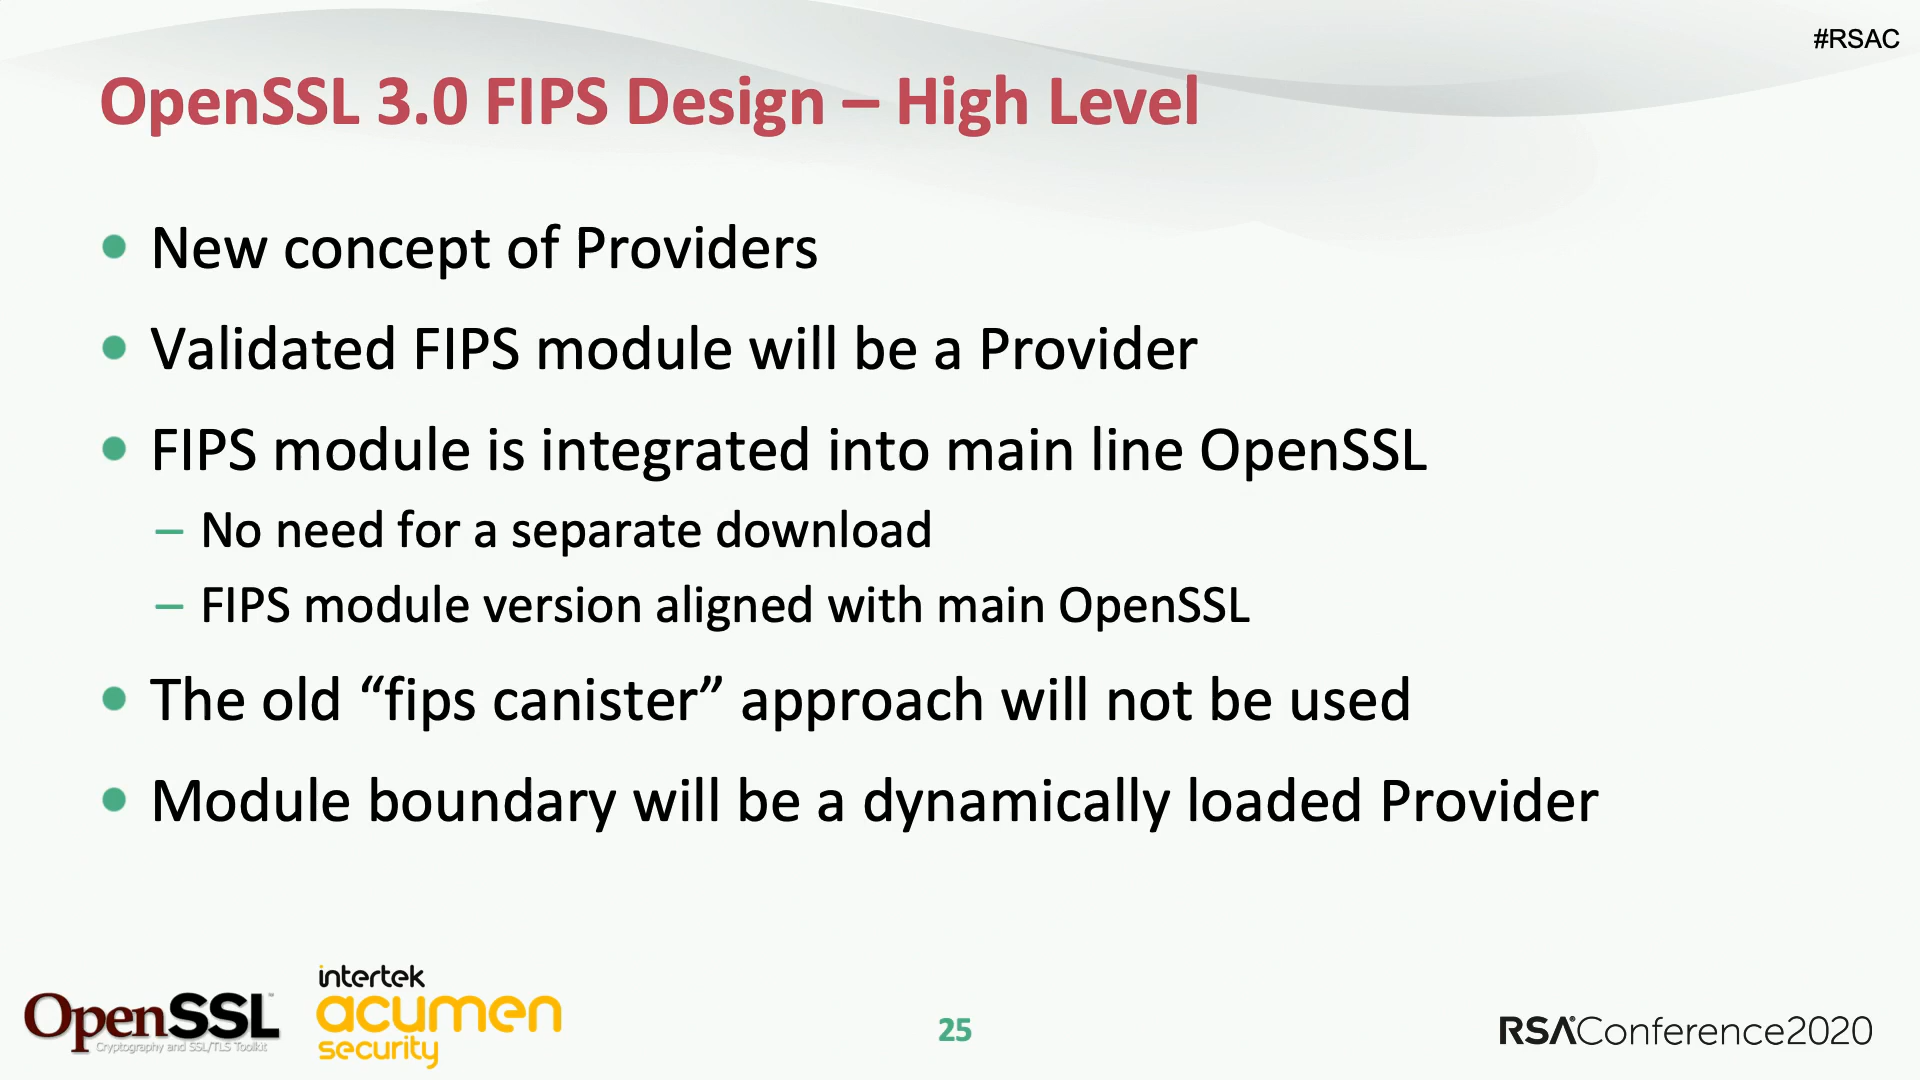 #RSAC
OpenSSL 3.0 FIPS Design – High Level
• New concept of Providers
• Validated FIPS module will be a Provider
• FIPS module is integrated into main line OpenSSL
– No need for a separate download
– FIPS module version aligned with main OpenSSL
• The old “fips canister” approach will not be used
• Module boundary will be a dynamically loaded Provider
OpenSSL™
Cryptography and SSL/TLS Toolkit
intertek
acumen
security
25
RSA®Conference2020